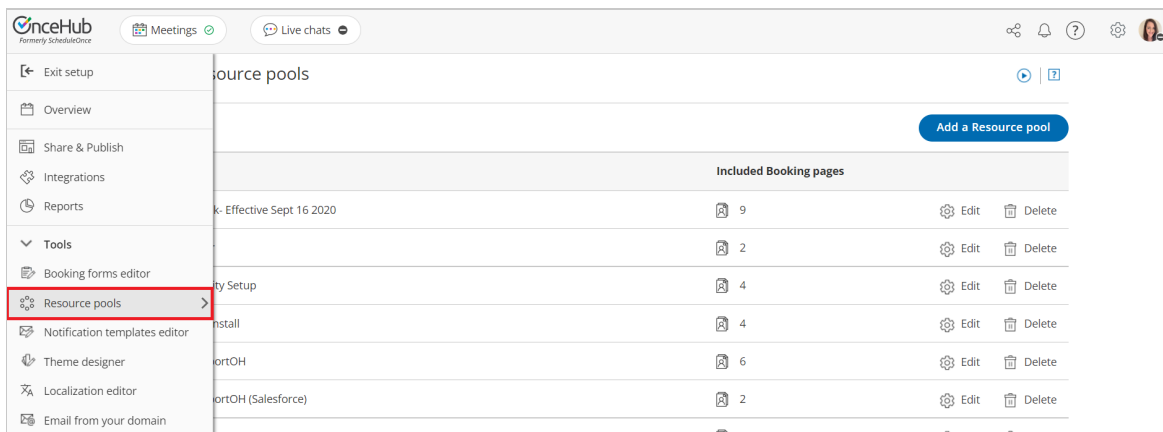 OnceHub
Formerly ScheduleOnce
Meetings
Live chats
?
Exit setup
source pools
?
Overview
Add a Resource pool
Share & Publish
Included Booking pages
Integrations
Reports
k- Effective Sept 16 2020 9 Edit Delete
Tools
2 Edit Delete
Booking forms editor
ity Setup 4 Edit Delete
Resource pools
nstall 4 Edit Delete
Notification templates editor
Theme designer
ortOH 6 Edit Delete
Localization editor
ortOH (Salesforce) 2 Edit Delete
Email from your domain